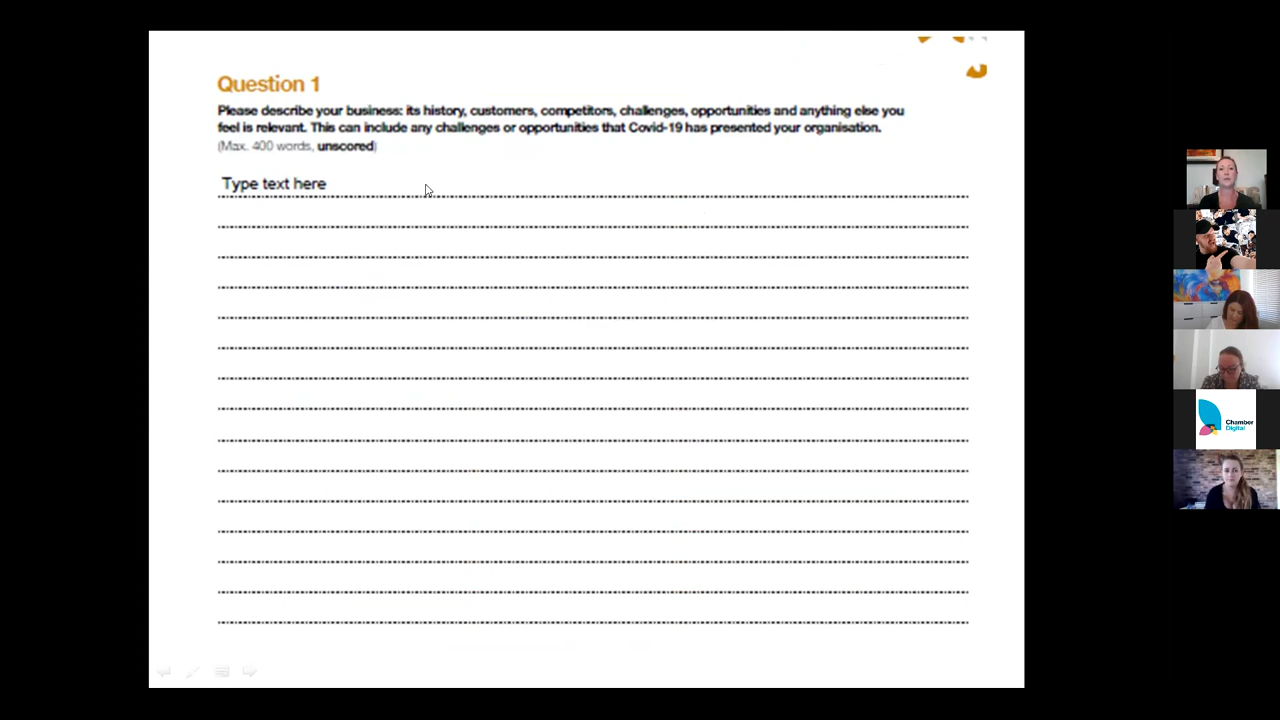 Question 1
Please describe your business: its history, customers, competitors, challenges, opportunities and anything else you
feel is relevant. This can include any challenges or opportunities that Covid-19 has presented your organisation.
(Max. 400 words, unscored)
Type text here
Chamber
Digital